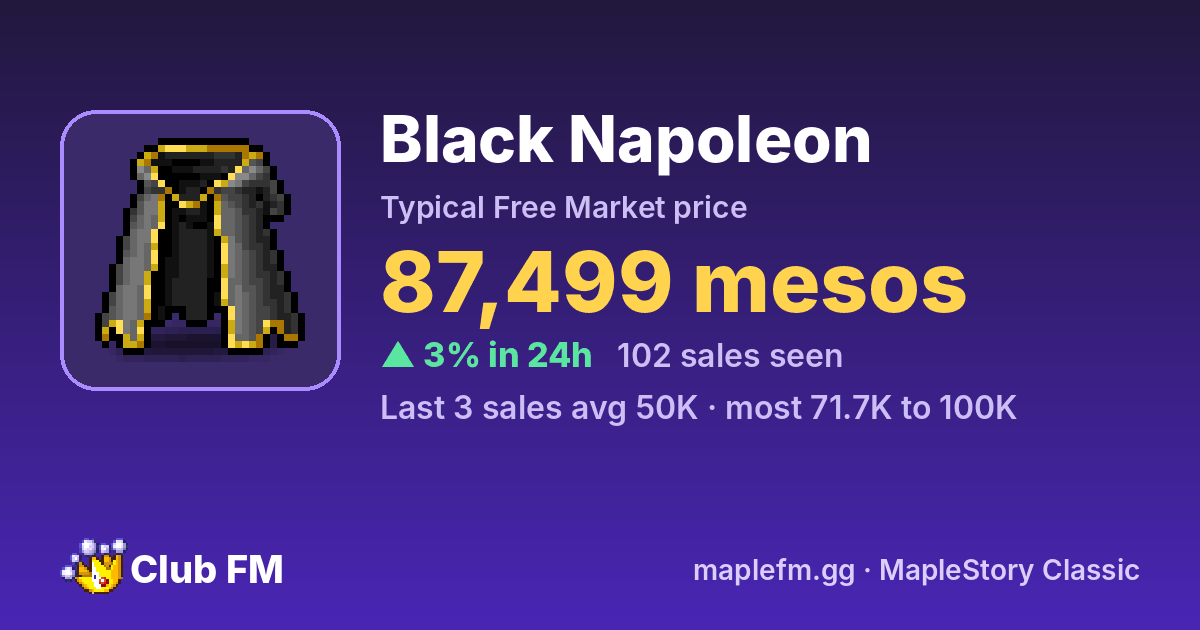 Black Napoleon
Typical Free Market price
87,499 mesos
▲ 3% in 24h 102 sales seen
Last 3 sales avg 50K · most 71.7K to 100K
Club FM
maplefm.gg · MapleStory Classic